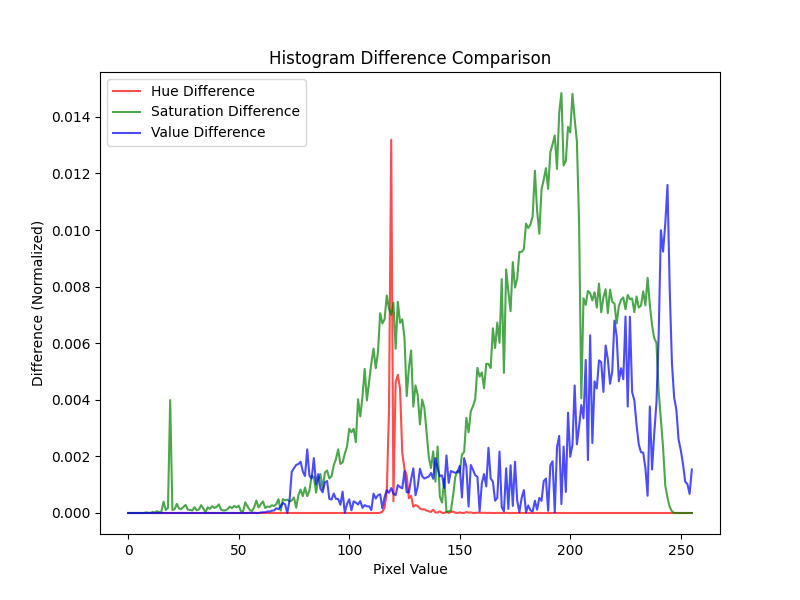 Histogram Difference Comparison
Hue Difference
Saturation Difference
Value Difference
Difference (Normalized)
0.014
0.012
0.010
0.008
0.006
0.004
0.002
0.000
0 50 100 150 200 250
Pixel Value